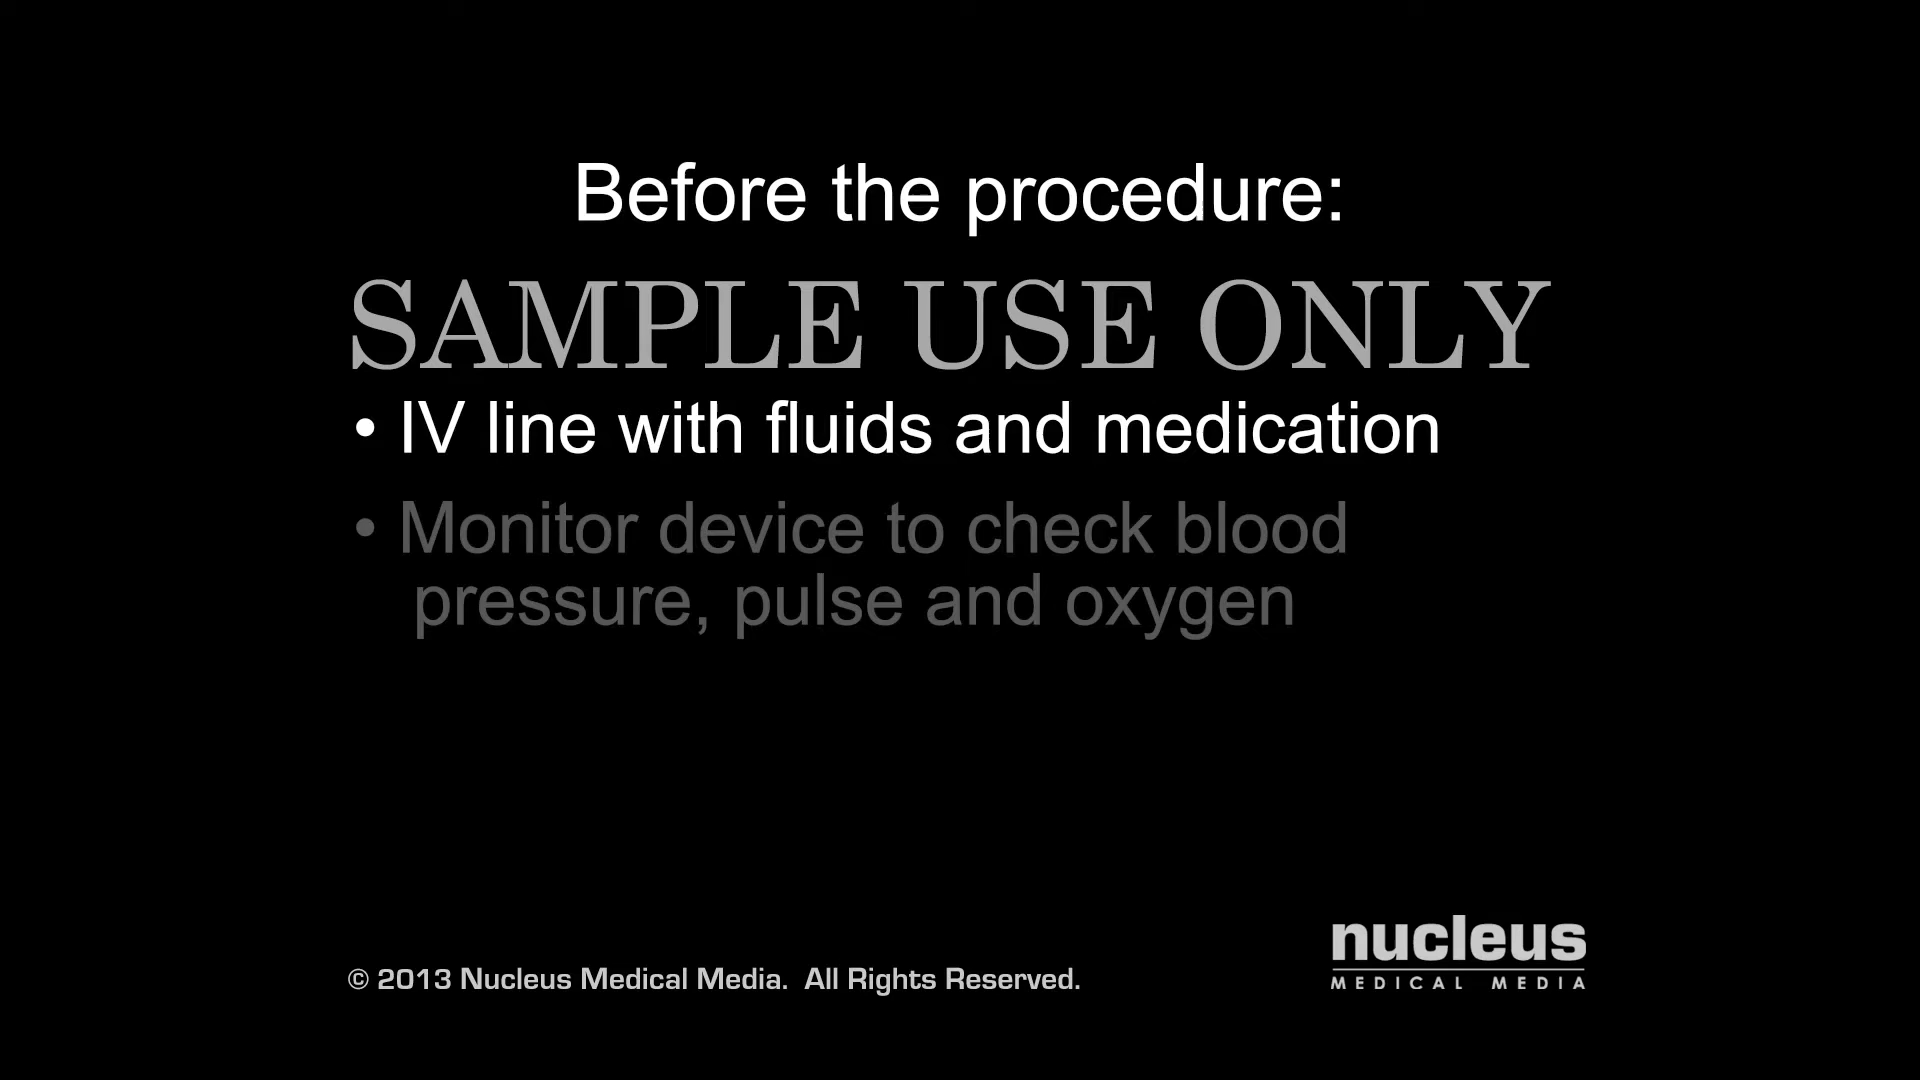 Before the procedure:
SAMPLE USE ONLY
• IV line with fluids and medication
• Monitor device to check blood
pressure, pulse and oxygen
© 2013 Nucleus Medical Media. All Rights Reserved.
nucleus
MEDICAL MEDIA